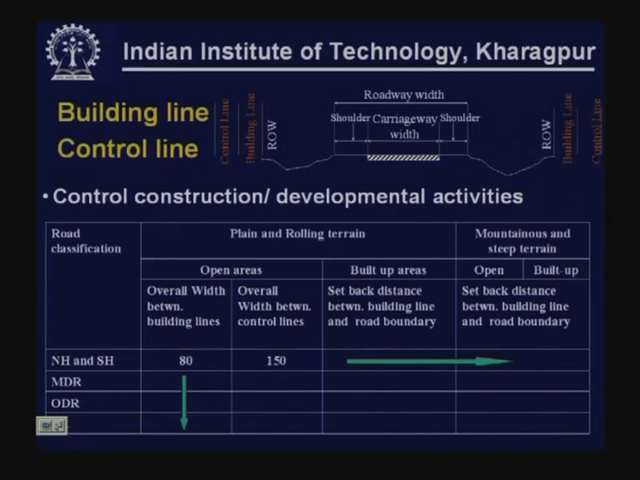 Indian Institute of Technology, Kharagpur
Building line
Control line
Control Line
Building Line
ROW
Roadway width
Shoulder
Carriageway
width
Shoulder
ROW
Building Line
Control Line
• Control construction/ developmental activities
Road
classification
Plain and Rolling terrain
Mountainous and
steep terrain
Open areas
Built up areas
Open
Built-up
Overall Width
betwn.
building lines
Overall
Width betwn.
control lines
Set back distance
betwn. building line
and road boundary
Set back distance
betwn. building line
and road boundary
NH and SH
80
150
MDR
ODR